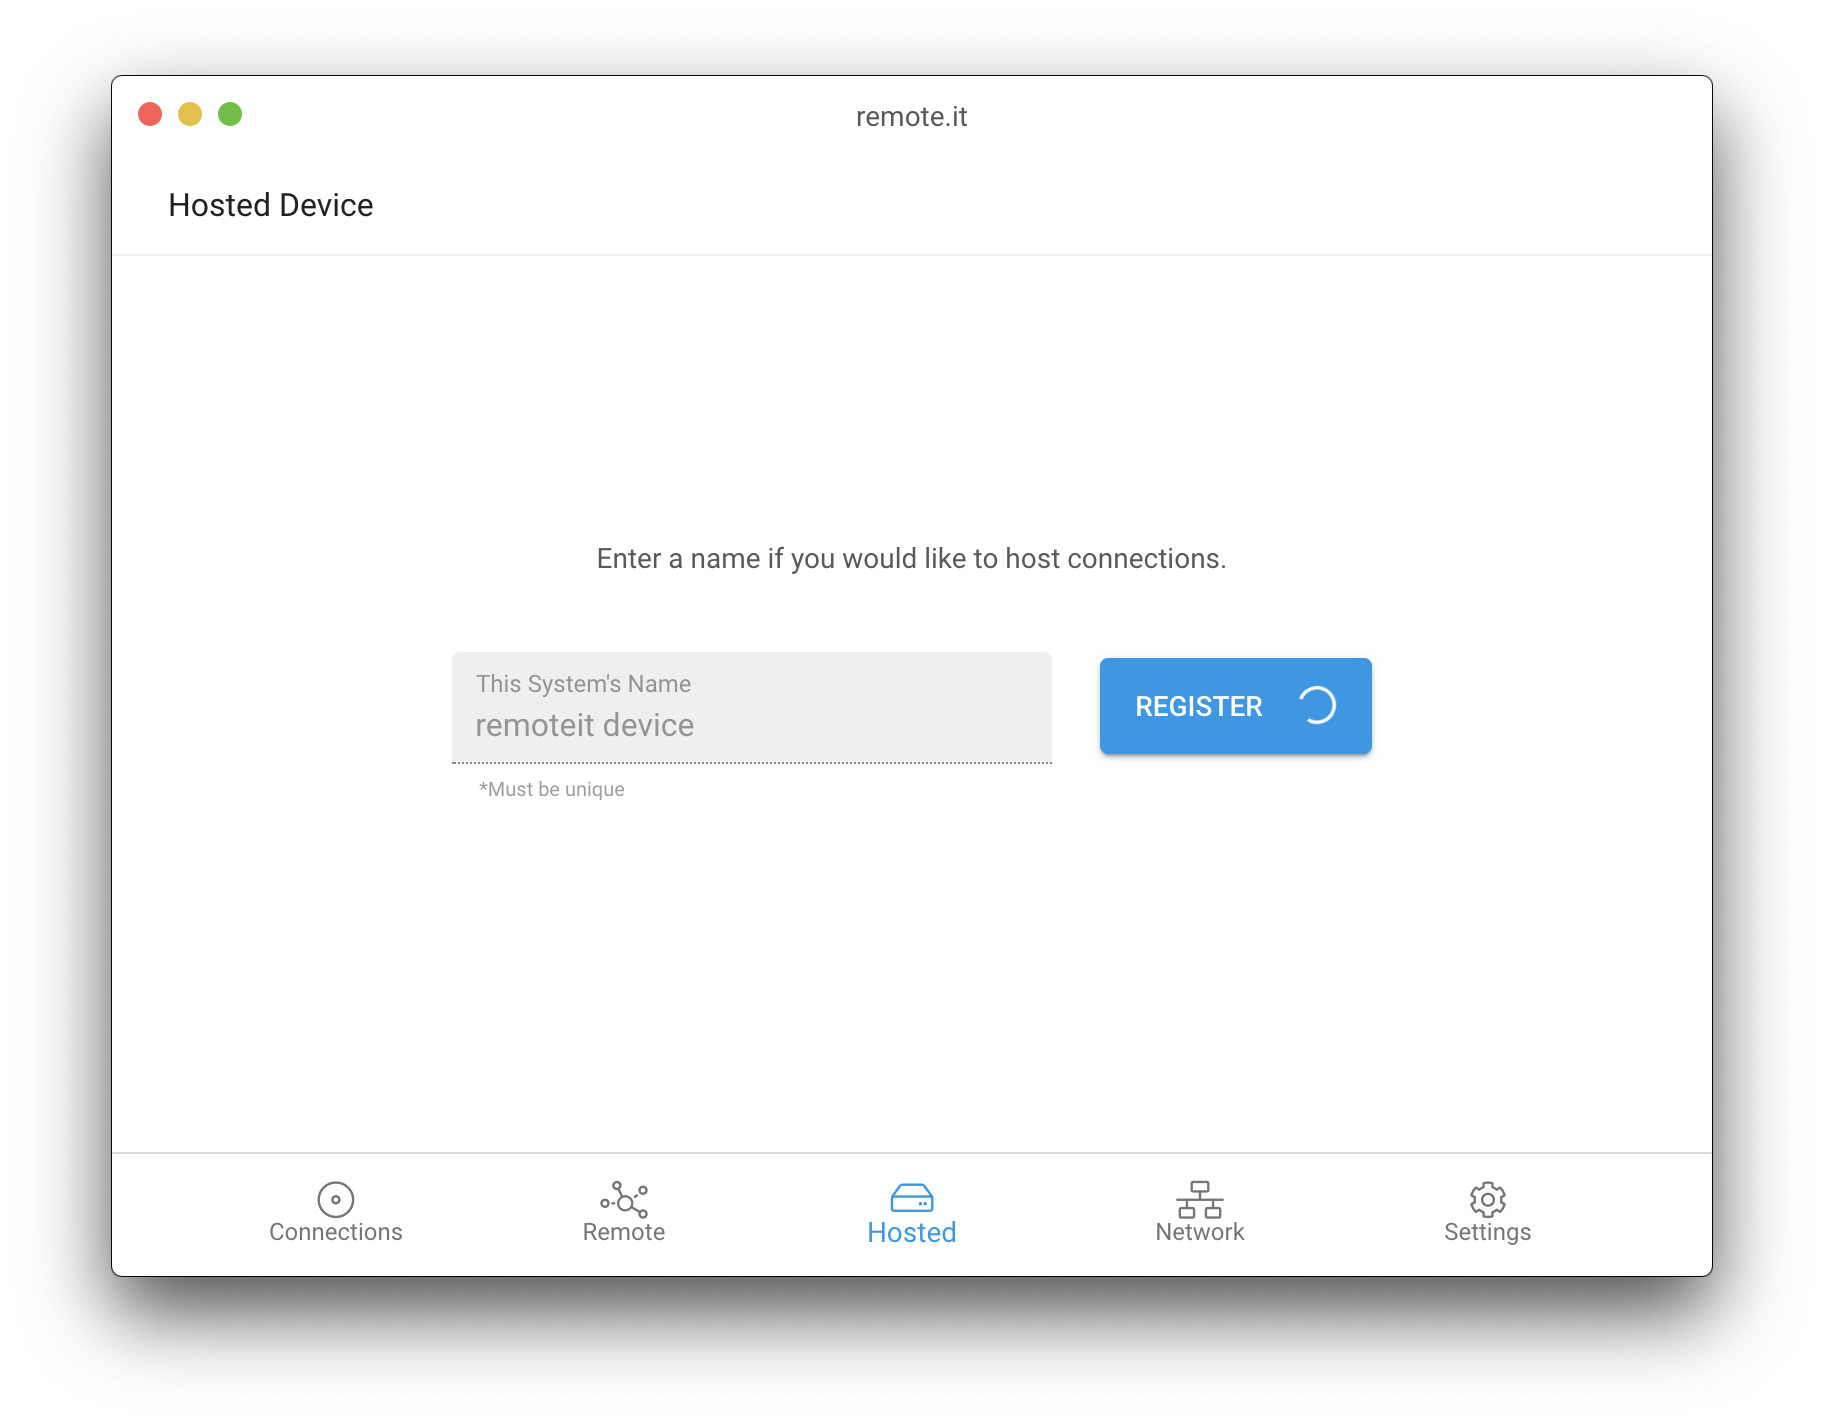 remote.it
Hosted Device
Enter a name if you would like to host connections.
This System's Name
remoteit device
REGISTER
*Must be unique
Connections
Remote
Hosted
Network
Settings